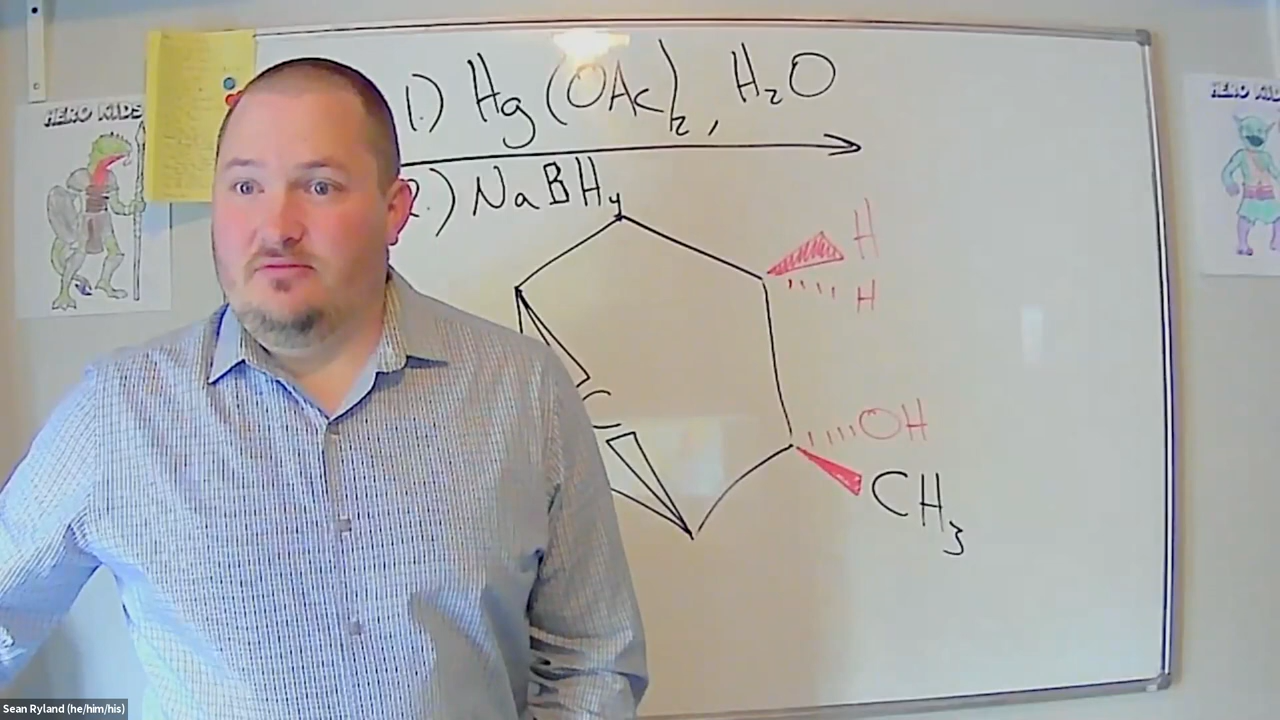 HERO KIDS
1.) Hg(OAc)2, H2O
2.) NaBH4
H
H
C
OH
CH3
HERO KID
Sean Ryland (he/him/his)